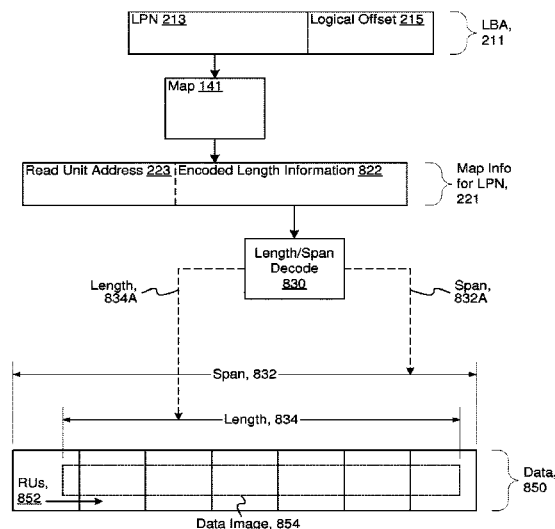 LPN 213
Logical Offset 215
LBA,
211
Map 141
Read Unit Address 223
Encoded Length Information 822
Map Info
for LPN,
221
Length/Span
Decode
830
Length,
834A
Span,
832A
Span, 832
Length, 834
RUs,
852
Data,
850
Data Image, 854